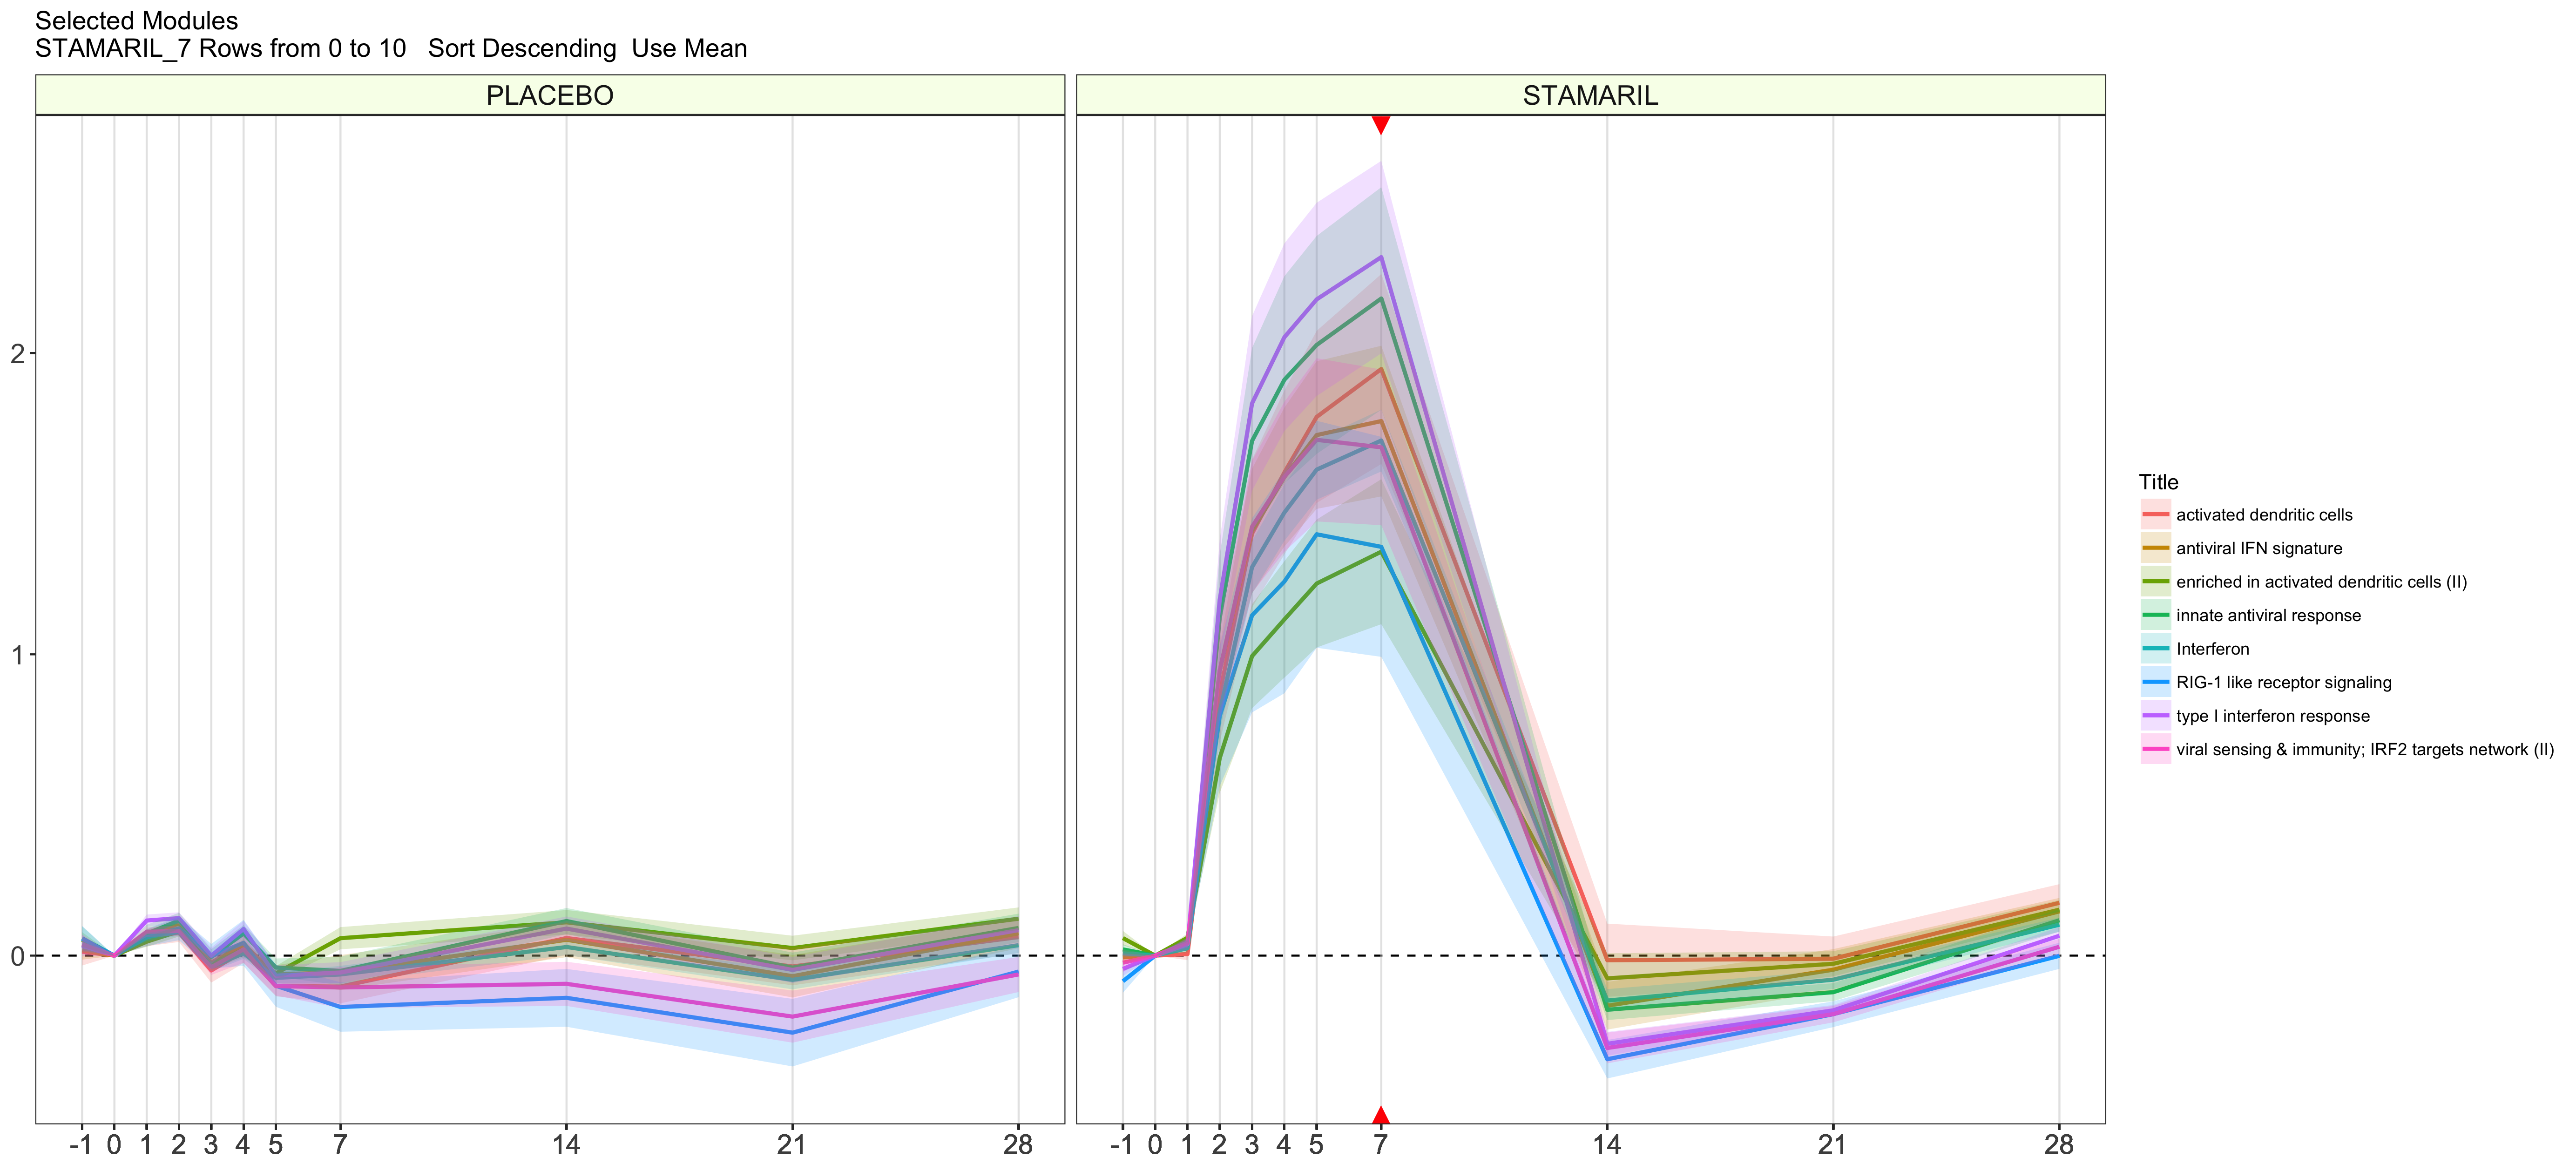 Selected Modules
STAMARIL_7 Rows from 0 to 10 Sort Descending Use Mean
PLACEBO
STAMARIL
2
1
0
-1 0 1 2 3 4 5 7 14 21 28
-1 0 1 2 3 4 5 7 14 21 28
Title
activated dendritic cells
antiviral IFN signature
enriched in activated dendritic cells (II)
innate antiviral response
Interferon
RIG-1 like receptor signaling
type I interferon response
viral sensing & immunity; IRF2 targets network (II)